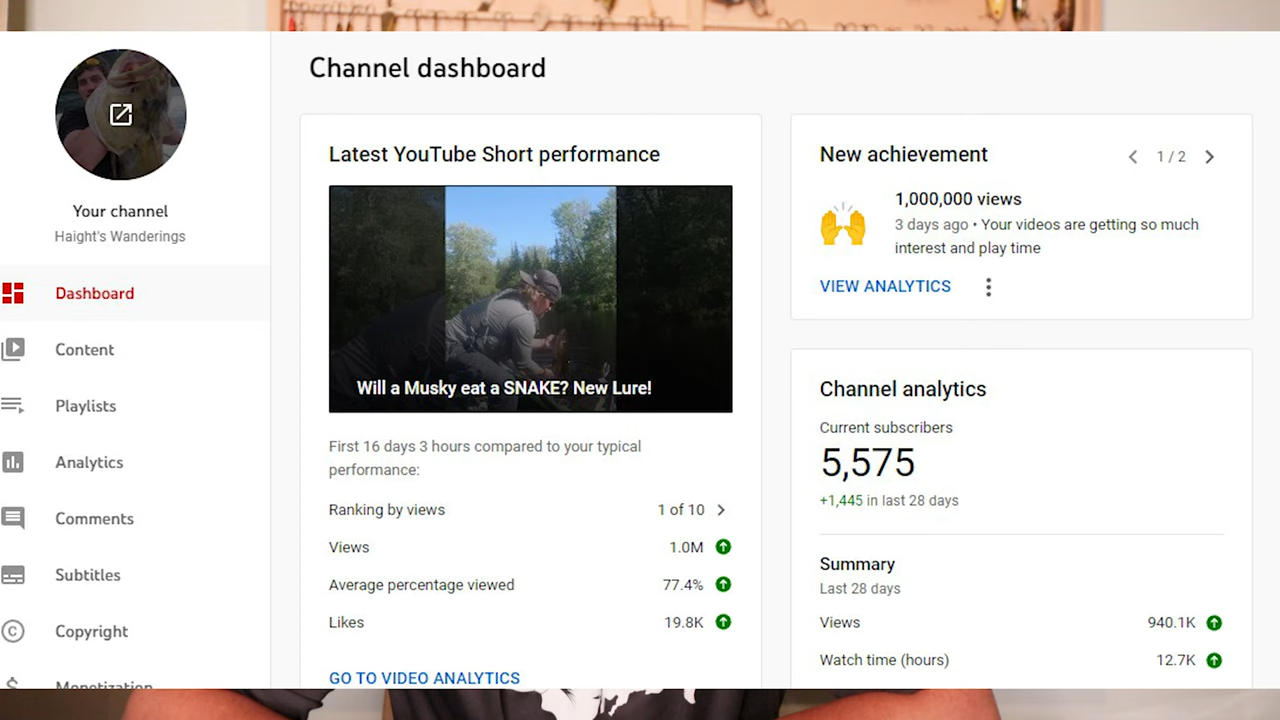 Your channel
Haight's Wanderings
Dashboard
Content
Playlists
Analytics
Comments
Subtitles
Copyright
Monetization
Channel dashboard
Latest YouTube Short performance
Will a Musky eat a SNAKE? New Lure!
First 16 days 3 hours compared to your typical
performance:
Ranking by views 1 of 10
Views 1.0M
Average percentage viewed 77.4%
Likes 19.8K
GO TO VIDEO ANALYTICS
New achievement 1 / 2
1,000,000 views
3 days ago • Your videos are getting so much
interest and play time
VIEW ANALYTICS
Channel analytics
Current subscribers
5,575
+1,445 in last 28 days
Summary
Last 28 days
Views 940.1K
Watch time (hours) 12.7K